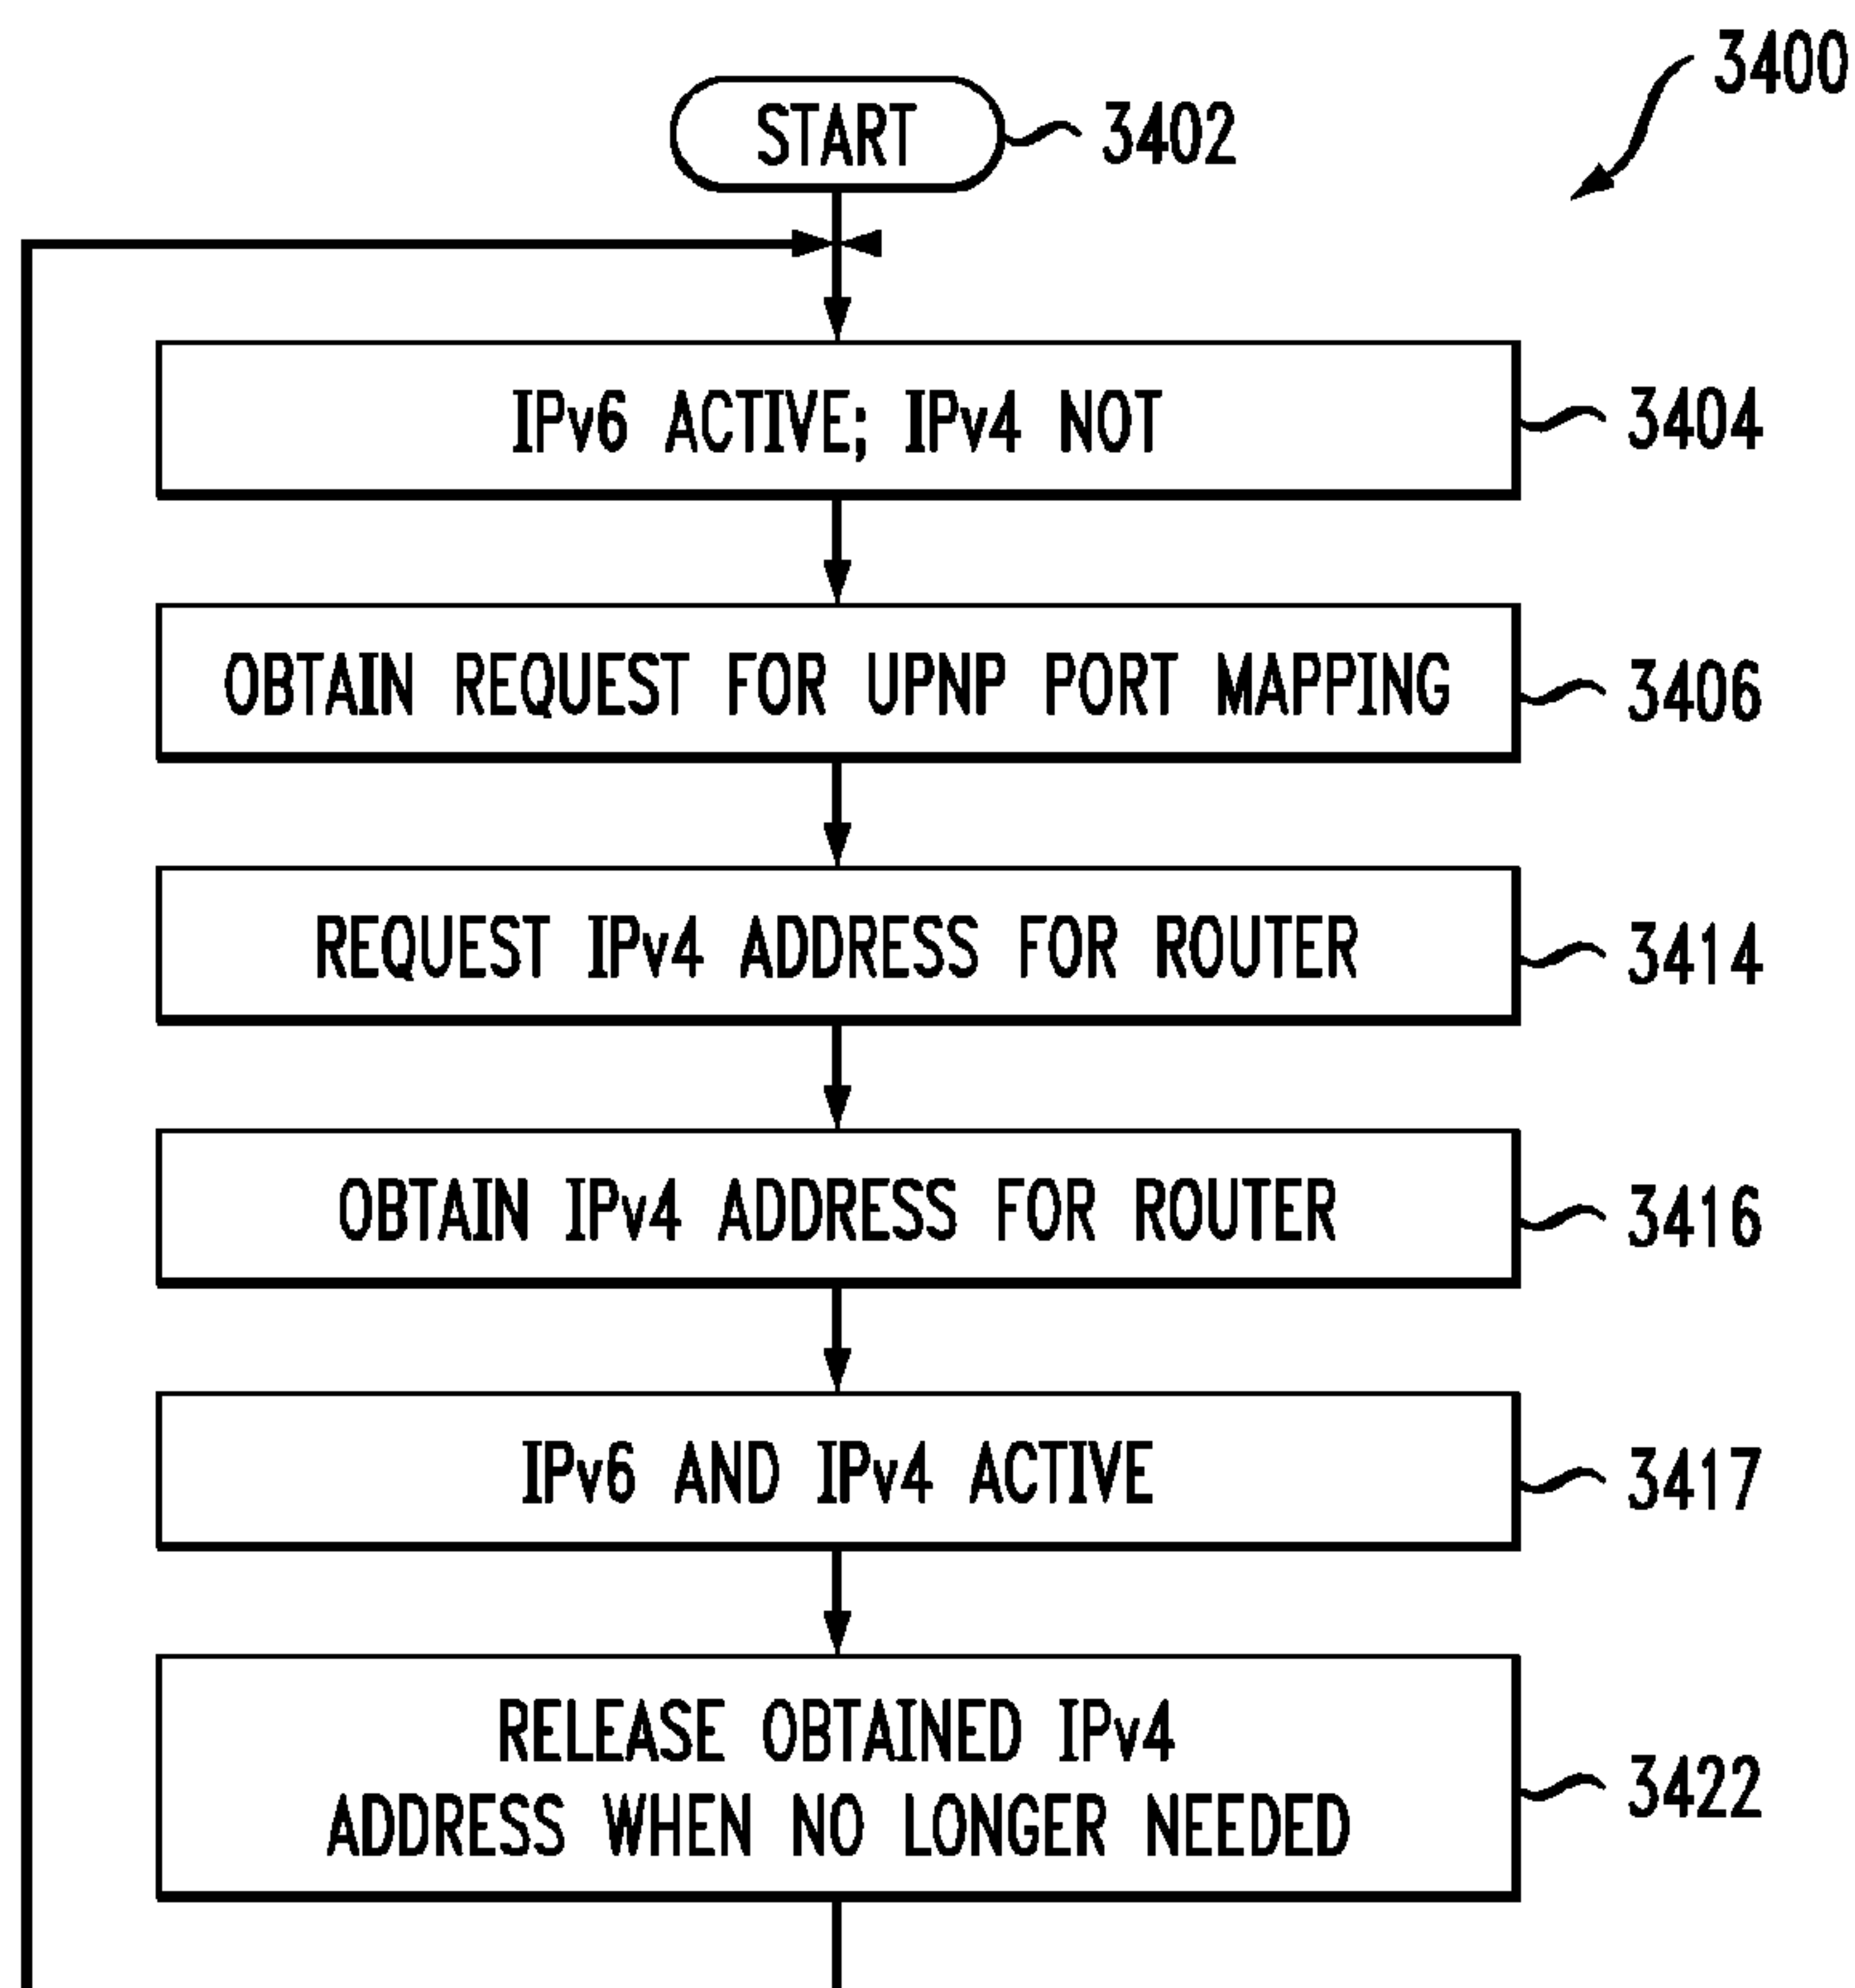 3400
START
3402
IPv6 ACTIVE; IPv4 NOT
3404
OBTAIN REQUEST FOR UPNP PORT MAPPING
3406
REQUEST IPv4 ADDRESS FOR ROUTER
3414
OBTAIN IPv4 ADDRESS FOR ROUTER
3416
IPv6 AND IPv4 ACTIVE
3417
RELEASE OBTAINED IPv4
ADDRESS WHEN NO LONGER NEEDED
3422